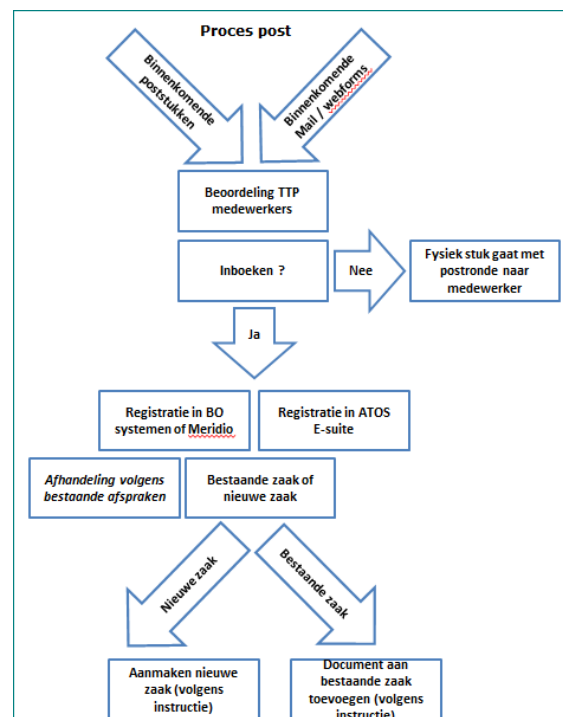 Proces post
Binnenkomende
poststukken
Binnenkomende
Mail / webforms
Beoordeling TTP
medewerkers
Inboeken ?
Nee
Fysiek stuk gaat met
postronde naar
medewerker
Ja
Registratie in BO
systemen of Meridio
Registratie in ATOS
E-suite
Afhandeling volgens
bestaande afspraken
Bestaande zaak of
nieuwe zaak
Nieuwe zaak
Bestaande zaak
Aanmaken nieuwe
zaak (volgens
instructie)
Document aan
bestaande zaak
toevoegen (volgens
instructie)